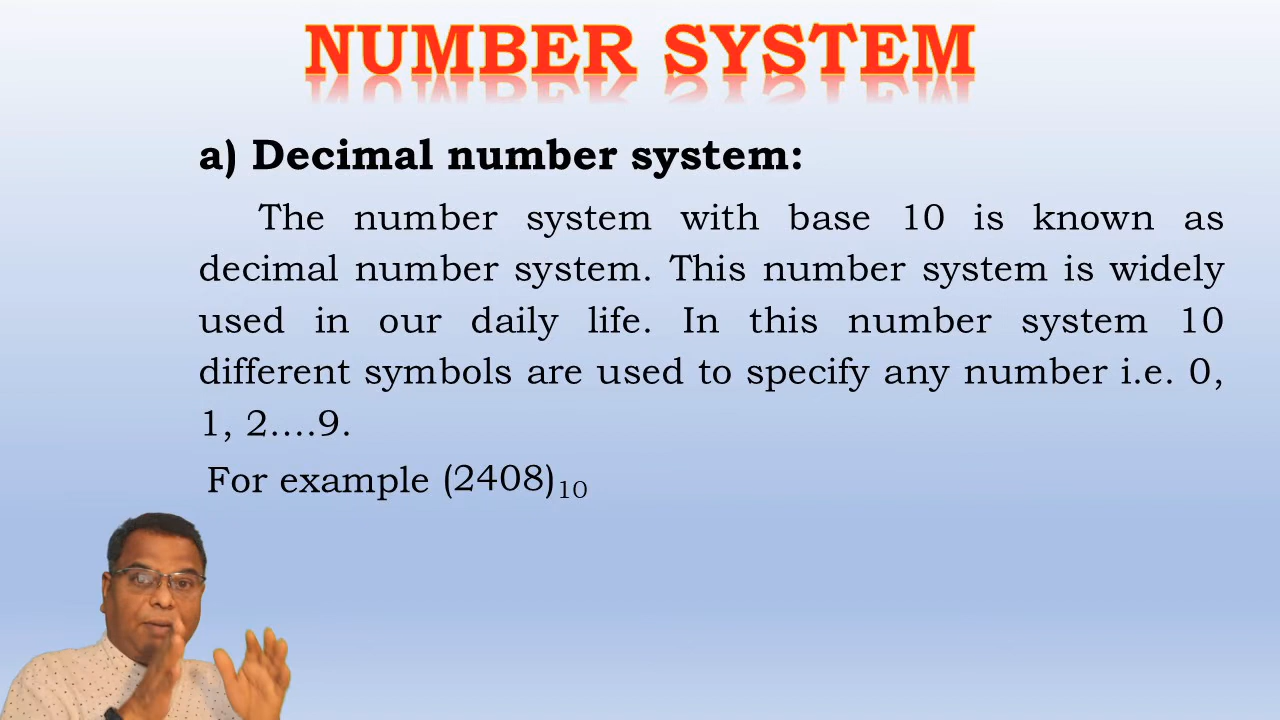 NUMBER SYSTEM
a) Decimal number system:
The number system with base 10 is known as
decimal number system. This number system is widely
used in our daily life. In this number system 10
different symbols are used to specify any number i.e. 0,
1, 2….9.
For example (2408)₁₀